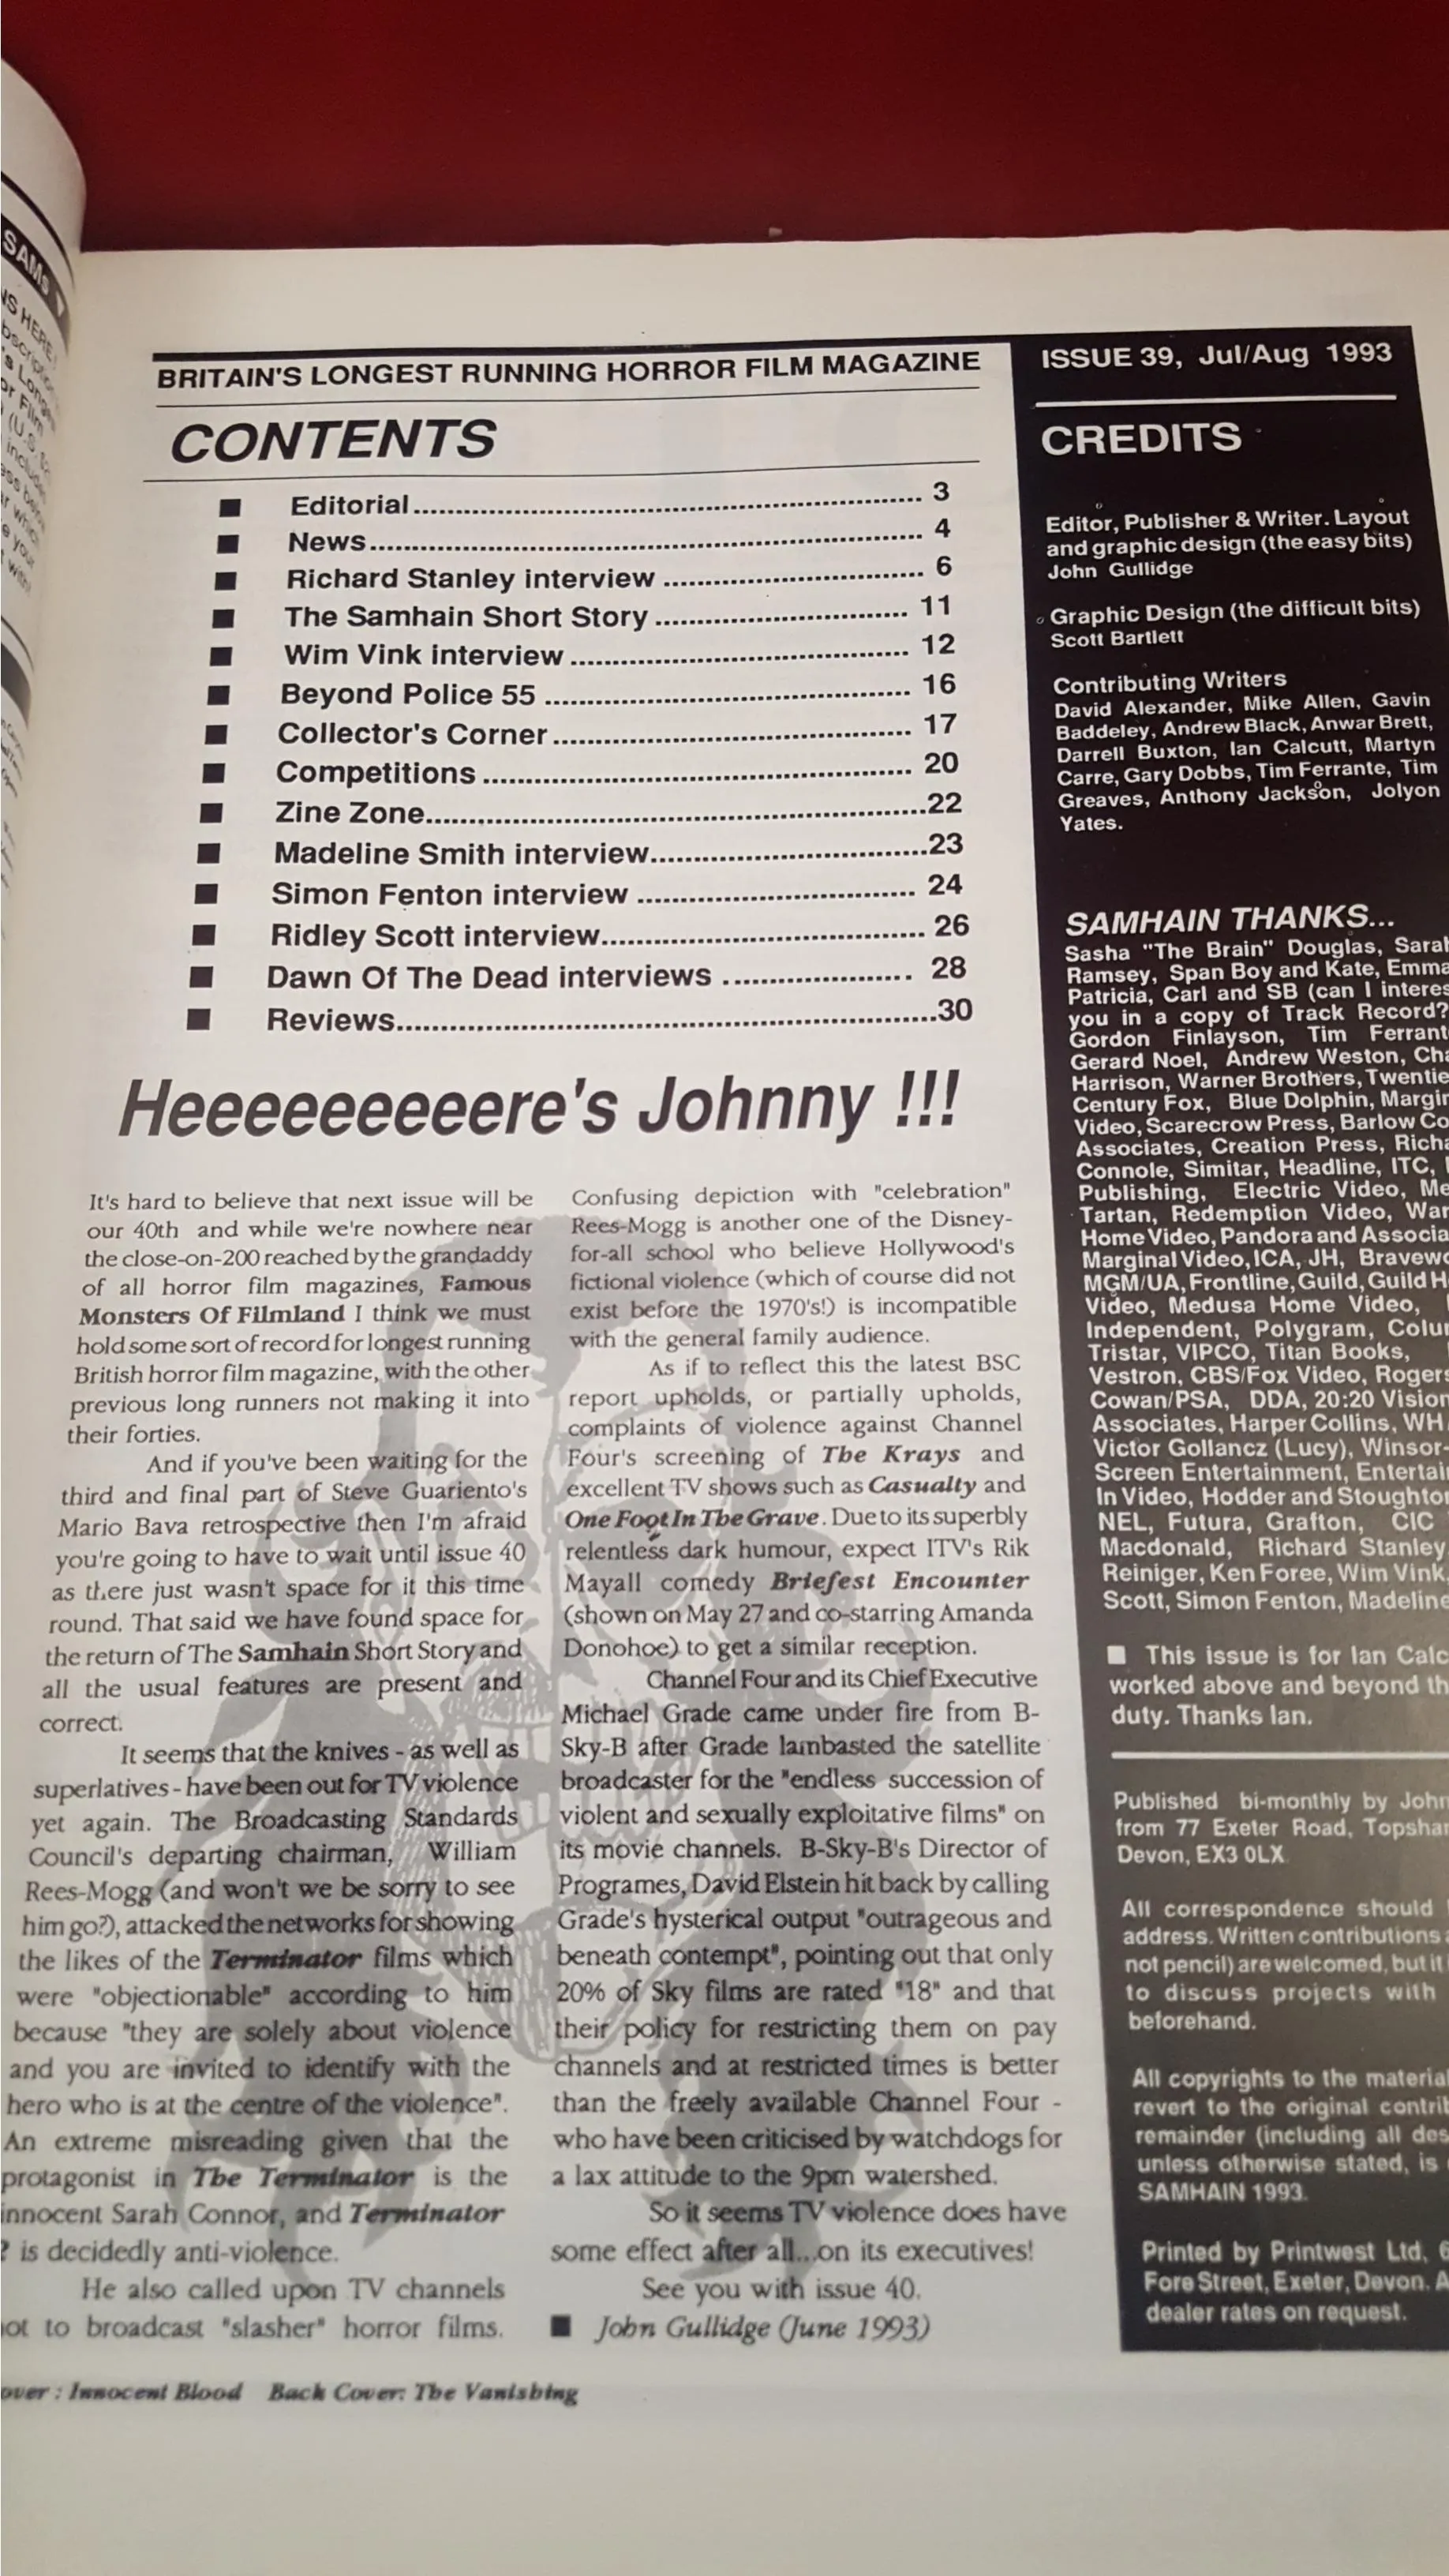 SAMs
BRITAIN'S LONGEST RUNNING HORROR FILM MAGAZINE
CONTENTS
■ Editorial........ 3
■ News........ 4
■ Richard Stanley interview........ 6
■ The Samhain Short Story........ 11
■ Wim Vink interview........ 12
■ Beyond Police 55........ 16
■ Collector's Corner........ 17
■ Competitions........ 20
■ Zine Zone........22
■ Madeline Smith interview........23
■ Simon Fenton interview........ 24
■ Ridley Scott interview........ 26
■ Dawn Of The Dead interviews........ 28
■ Reviews........30
Heeeeeeeeere's Johnny !!!
It's hard to believe that next issue will be
our 40th and while we're nowhere near
the close-on-200 reached by the grandaddy
of all horror film magazines, Famous
Monsters Of Filmland I think we must
hold some sort of record for longest running
British horror film magazine, with the other
previous long runners not making it into
their forties.
And if you've been waiting for the
third and final part of Steve Guariento's
Mario Bava retrospective then I'm afraid
you're going to have to wait until issue 40
as there just wasn't space for it this time
round. That said we have found space for
the return of The Samhain Short Story and
all the usual features are present and
correct.
It seems that the knives - as well as
superlatives - have been out for TV violence
yet again. The Broadcasting Standards
Council's departing chairman, William
Rees-Mogg (and won't we be sorry to see
him go?), attacked the networks for showing
the likes of the Terminator films which
were "objectionable" according to him
because "they are solely about violence
and you are invited to identify with the
hero who is at the centre of the violence".
An extreme misreading given that the
protagonist in The Terminator is the
innocent Sarah Connor, and Terminator
is decidedly anti-violence.
He also called upon TV channels
to broadcast "slasher" horror films.
Confusing depiction with "celebration"
Rees-Mogg is another one of the Disney-
for-all school who believe Hollywood's
fictional violence (which of course did not
exist before the 1970's!) is incompatible
with the general family audience.
As if to reflect this the latest BSC
report upholds, or partially upholds,
complaints of violence against Channel
Four's screening of The Krays and
excellent TV shows such as Casualty and
One Foot In The Grave. Due to its superbly
relentless dark humour, expect ITV's Rik
Mayall comedy Briefest Encounter
(shown on May 27 and co-starring Amanda
Donohoe) to get a similar reception.
Channel Four and its Chief Executive
Michael Grade came under fire from B-
Sky-B after Grade lambasted the satellite
broadcaster for the "endless succession of
violent and sexually exploitative films" on
its movie channels. B-Sky-B's Director of
Programes, David Elstein hit back by calling
Grade's hysterical output "outrageous and
beneath contempt", pointing out that only
20% of Sky films are rated "18" and that
their policy for restricting them on pay
channels and at restricted times is better
than the freely available Channel Four -
who have been criticised by watchdogs for
a lax attitude to the 9pm watershed.
So it seems TV violence does have
some effect after all...on its executives!
See you with issue 40.
■ John Gullidge (June 1993)
: Innocent Blood Back Cover: The Vanishing
ISSUE 39, Jul/Aug 1993
CREDITS
Editor, Publisher & Writer. Layout
and graphic design (the easy bits)
John Gullidge
Graphic Design (the difficult bits)
Scott Bartlett
Contributing Writers
David Alexander, Mike Allen, Gavin
Baddeley, Andrew Black, Anwar Brett,
Darrell Buxton, Ian Calcutt, Martyn
Carre, Gary Dobbs, Tim Ferrante, Tim
Greaves, Anthony Jackson, Jolyon
Yates.
SAMHAIN THANKS...
Sasha "The Brain" Douglas,
Ramsey, Span Boy and Kate, Emma
Patricia, Carl and SB (can I
you in a copy of Track Record?
Gordon Finlayson, Tim
Gerard Noel, Andrew Weston,
Harrison, Warner Brothers,
Century Fox, Blue Dolphin,
Video, Scarecrow Press, Barlow
Associates, Creation Press,
Connole, Simitar, Headline, ITC,
Publishing, Electric Video,
Tartan, Redemption Video,
Home Video, Pandora and
Marginal Video, ICA, JH,
MGM/UA, Frontline, Guild, Guild
Video, Medusa Home Video,
Independent, Polygram,
Tristar, VIPCO, Titan Books,
Vestron, CBS/Fox Video,
Cowan/PSA, DDA, 20:20 Vision
Associates, Harper Collins, WH
Victor Gollancz (Lucy),
Screen Entertainment,
In Video, Hodder and
NEL, Futura, Grafton, CIC
Macdonald, Richard Stanley
Reiniger, Ken Foree, Wim Vink
Scott, Simon Fenton, Madeline
■ This issue is for Ian
worked above and beyond
duty. Thanks Ian.
Published bi-monthly by John
from 77 Exeter Road,
Devon, EX3 0LX
All correspondence should
address. Written contributions
not pencil) are welcomed, but it
to discuss projects with
beforehand.
All copyrights to the material
revert to the original
remainder (including all
unless otherwise stated, is
SAMHAIN 1993.
Printed by Printwest Ltd,
Fore Street, Exeter, Devon.
dealer rates on request.